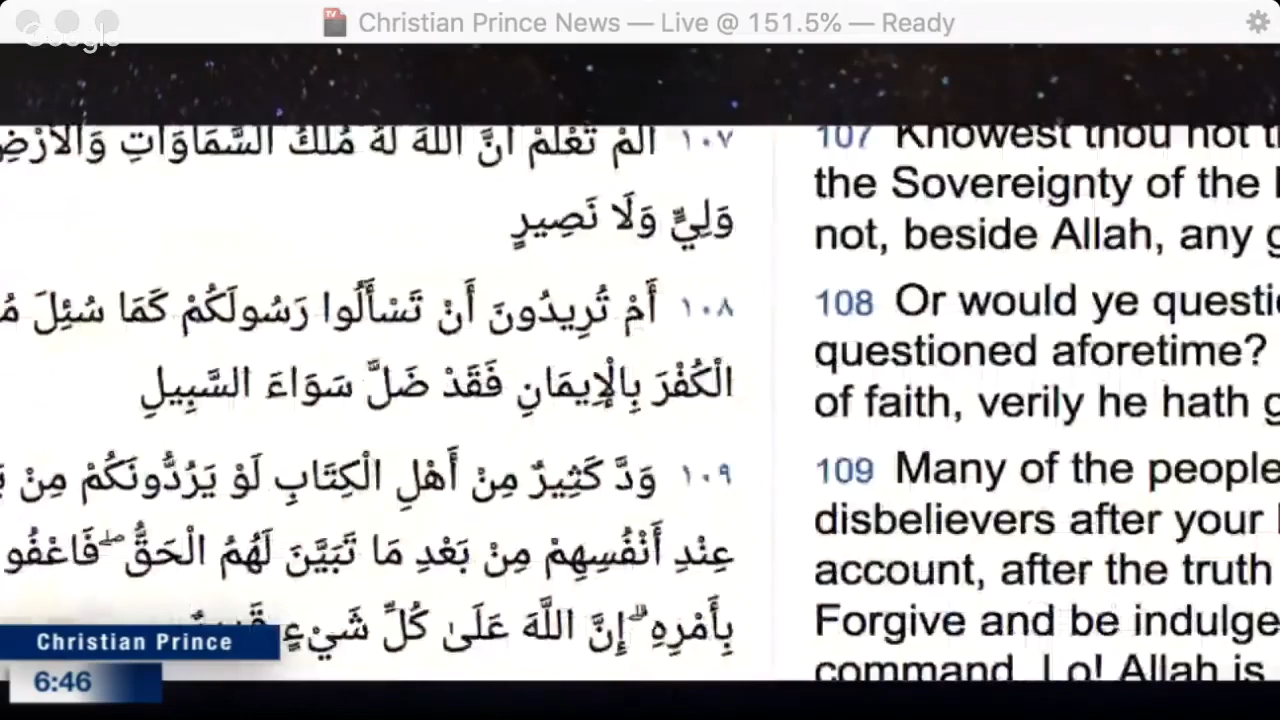 Christian Prince News — Live @ 151.5% — Ready
Google
١٠٧ أَلَمْ تَعْلَمْ أَنَّ اللَّهَ لَهُ مُلْكُ السَّمَاوَاتِ وَالْأَرْضِ
وَلِيٍّ وَلَا نَصِيرٍ
١٠٨ أَمْ تُرِيدُونَ أَنْ تَسْأَلُوا رَسُولَكُمْ كَمَا سُئِلَ
الْكُفْرَ بِالْإِيمَانِ فَقَدْ ضَلَّ سَوَاءَ السَّبِيلِ
١٠٩ وَدَّ كَثِيرٌ مِنْ أَهْلِ الْكِتَابِ لَوْ يَرُدُّونَكُمْ مِنْ
عِنْدِ أَنْفُسِهِمْ مِنْ بَعْدِ مَا تَبَيَّنَ لَهُمُ الْحَقُّ ۖ فَاعْفُو
بِأَمْرِهِ ۗ إِنَّ اللَّهَ عَلَىٰ كُلِّ شَيْءٍ
107 Knowest thou not
the Sovereignty of the
not, beside Allah, any g
108 Or would ye questi
questioned aforetime?
of faith, verily he hath g
109 Many of the people
disbelievers after your
account, after the truth
Forgive and be indulge
command. Lo! Allah is
Christian Prince
6:46